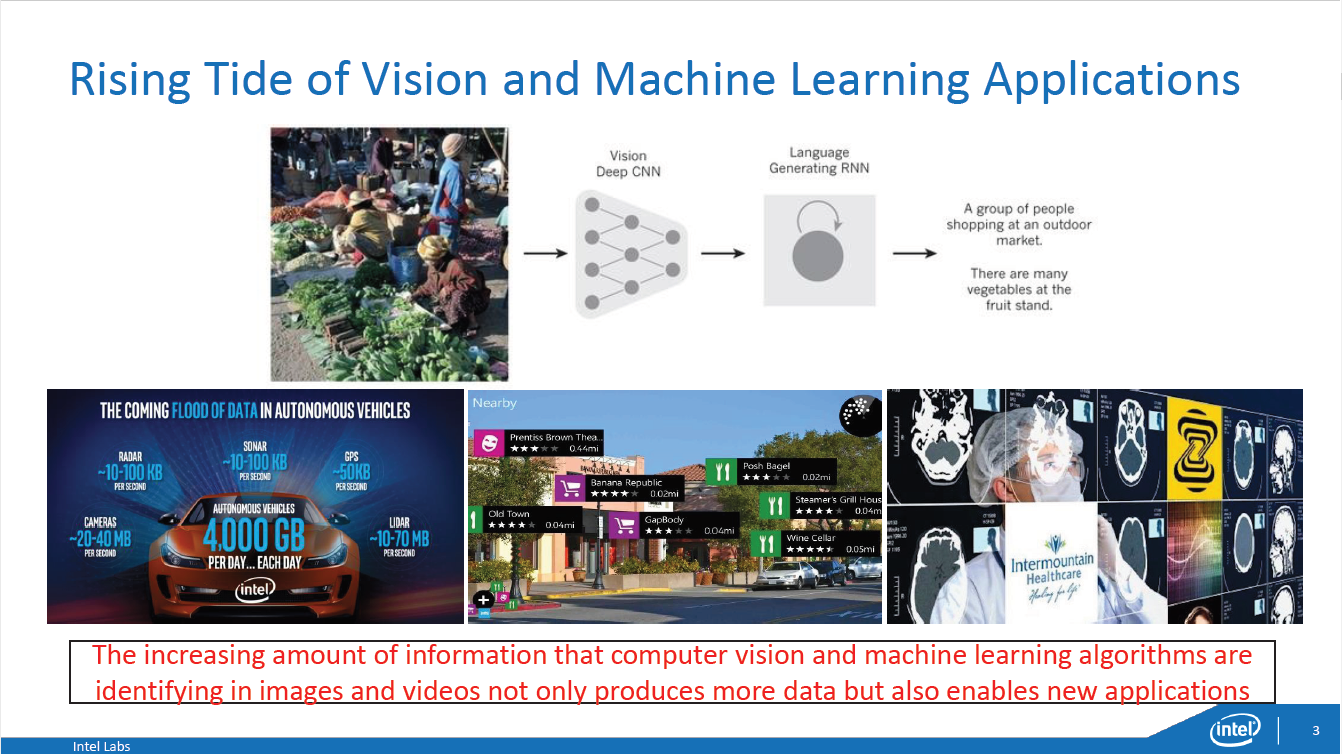 Rising Tide of Vision and Machine Learning Applications
Vision
Deep CNN
Language
Generating RNN
A group of people
shopping at an outdoor
market.
There are many
vegetables at the
fruit stand.
THE COMING FLOOD OF DATA IN AUTONOMOUS VEHICLES
RADAR
~10-100 KB
PER SECOND
SONAR
~10-100 KB
PER SECOND
GPS
~50KB
PER SECOND
CAMERAS
~20-40 MB
PER SECOND
AUTONOMOUS VEHICLES
4,000 GB
PER DAY... EACH DAY
LIDAR
~10-70 MB
PER SECOND
intel
Nearby
Prentiss Brown Thea...
0.44mi
Banana Republic
0.02mi
Old Town
0.04mi
GapBody
0.04mi
Posh Bagel
0.02mi
Steamer's Grill Hous
0.04m
Wine Cellar
0.05mi
Intermountain
Healthcare
Healing for life
The increasing amount of information that computer vision and machine learning algorithms are
identifying in images and videos not only produces more data but also enables new applications
Intel Labs
intel
3